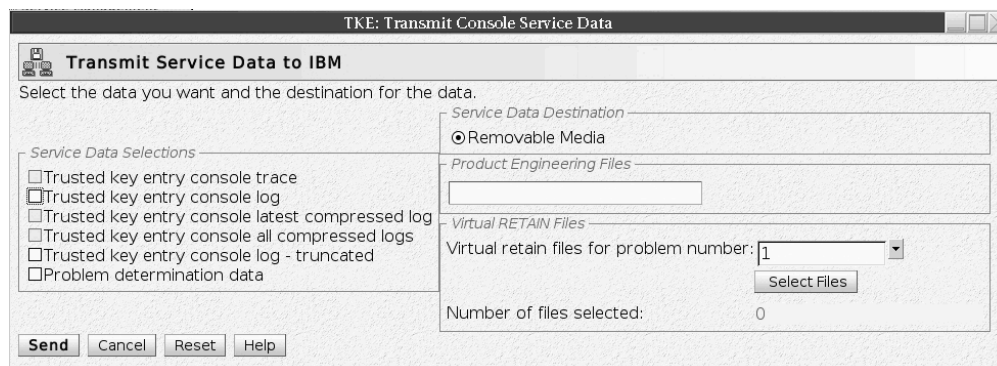 TKE: Transmit Console Service Data
Transmit Service Data to IBM
Select the data you want and the destination for the data.
Service Data Selections
Trusted key entry console trace
Trusted key entry console log
Trusted key entry console latest compressed log
Trusted key entry console all compressed logs
Trusted key entry console log - truncated
Problem determination data
Service Data Destination
Removable Media
Product Engineering Files
Virtual RETAIN Files
Virtual retain files for problem number: 1
Select Files
Number of files selected: 0
Send Cancel Reset Help